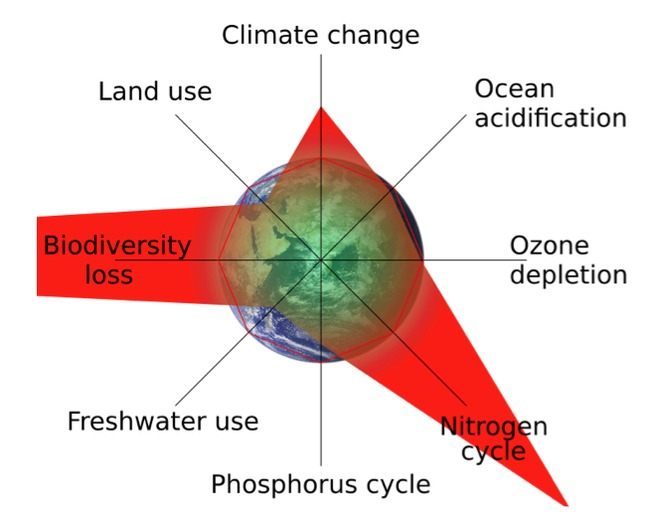 Climate change
Land use
Ocean
acidification
Biodiversity
loss
Ozone
depletion
Freshwater use
Nitrogen
cycle
Phosphorus cycle